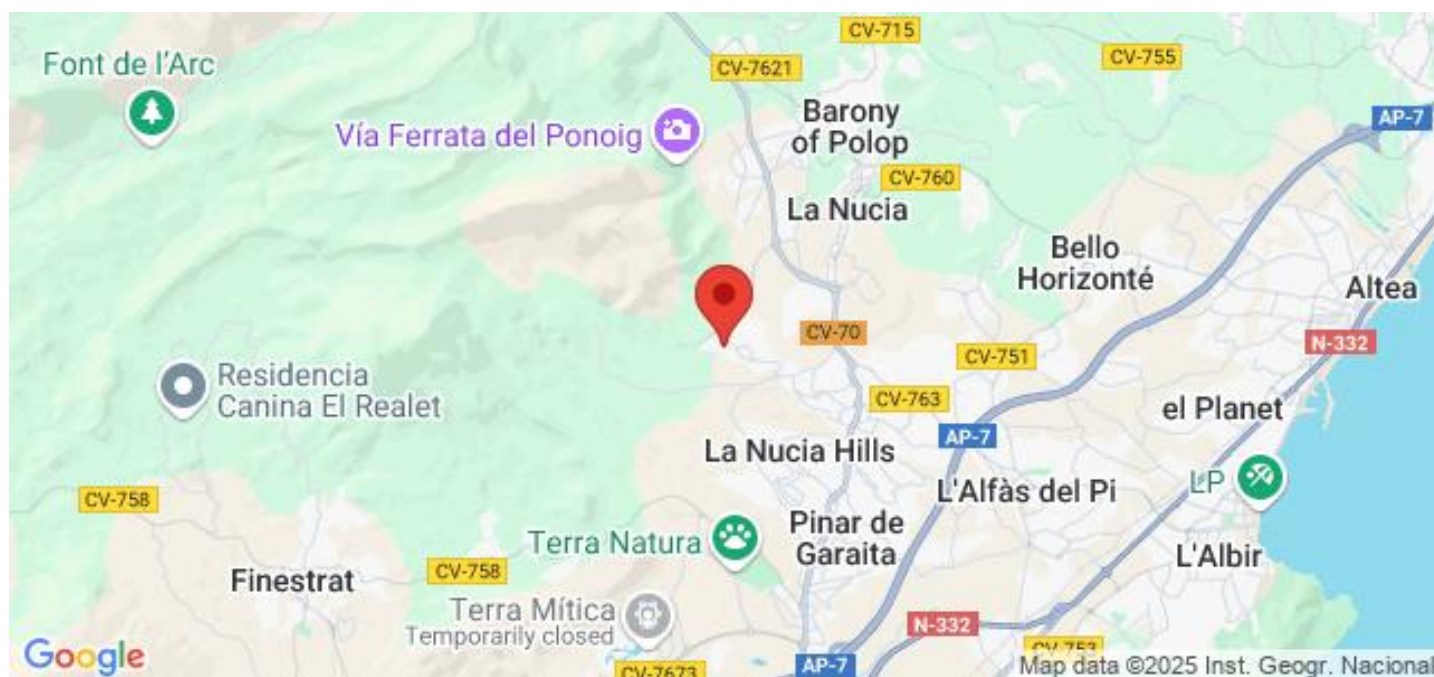 CV-715
Font de l'Arc
CV-7621
CV-755
Barony
of Polop
AP-7
Vía Ferrata del Ponoig
CV-760
La Nucia
Bello
Horizonté
Altea
CV-70
N-332
CV-751
Residencia
Canina El Realet
CV-763
el Planet
AP-7
La Nucia Hills
CV-758
L'Alfàs del Pi
LP
Pinar de
Garaita
Terra Natura
L'Albir
Finestrat
CV-758
Terra Mítica
Temporarily closed
N-332
CV-753
Google
CV-7673
AP-7
Map data ©2025 Inst. Geogr. Nacional